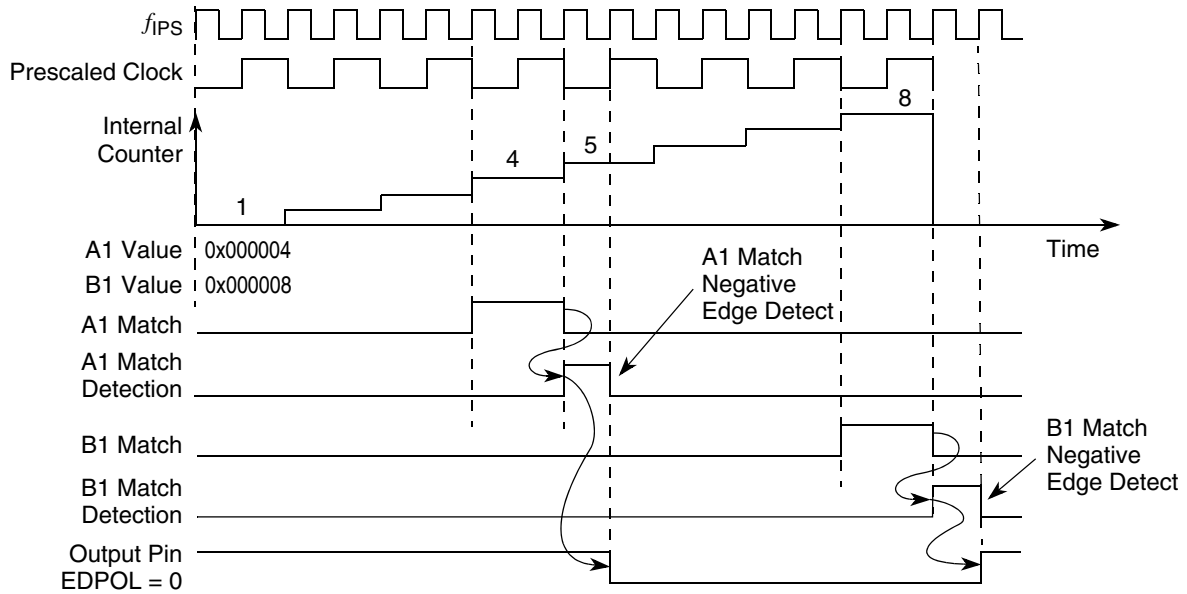 fIPS
Prescaled Clock
Internal
Counter
8
5
4
1
A1 Value 0x000004
B1 Value 0x000008
Time
A1 Match
Negative
Edge Detect
A1 Match
A1 Match
Detection
B1 Match
B1 Match
Negative
Edge Detect
B1 Match
Detection
Output Pin
EDPOL = 0